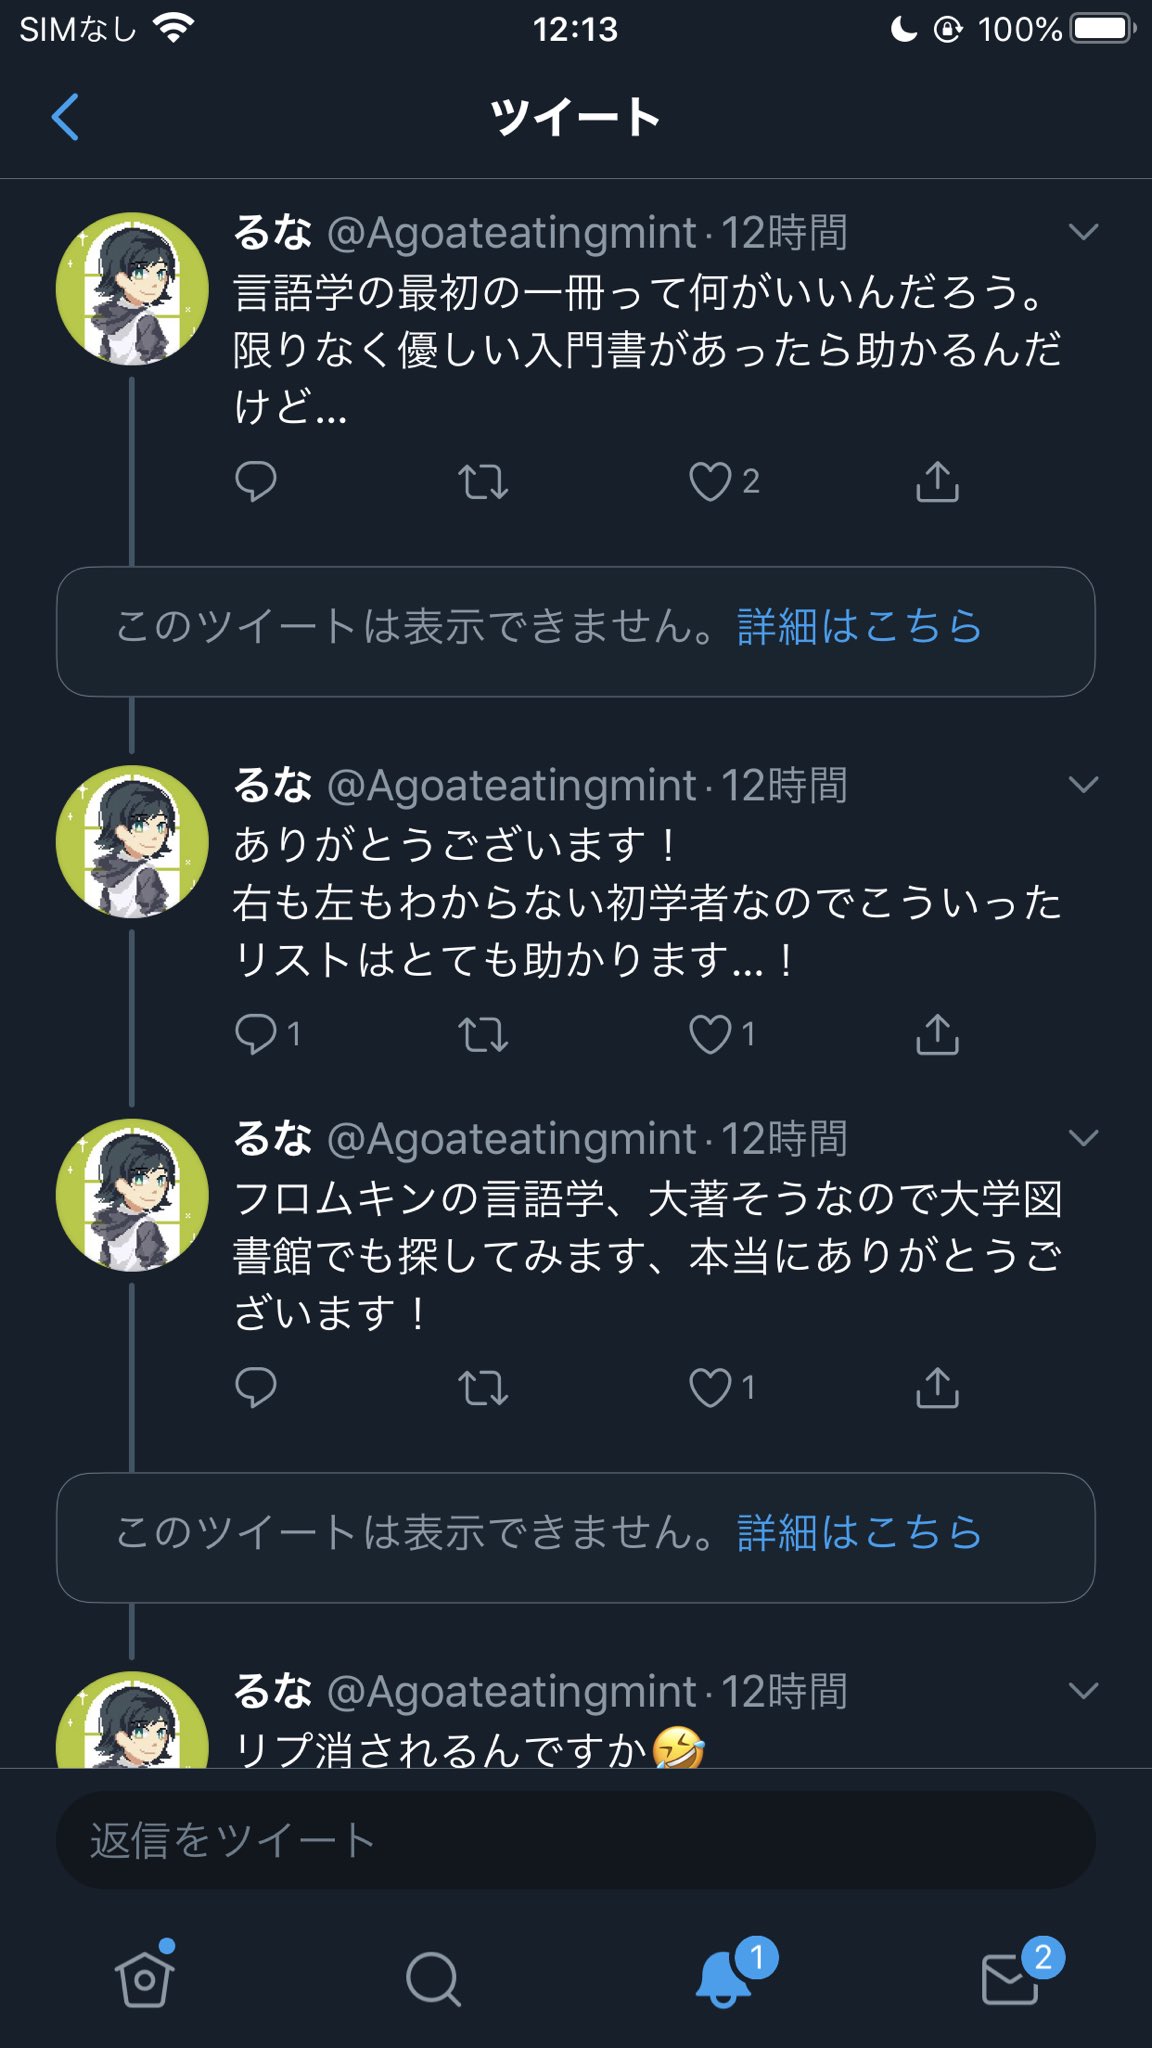 SIMなし 12:13 100%
ツイート
るな @Agoateatingmint · 12時間
言語学の最初の一冊って何がいいんだろう。
限りなく優しい入門書があったら助かるんだ
けど…
2
このツイートは表示できません。詳細はこちら
るな @Agoateatingmint · 12時間
ありがとうございます！
右も左もわからない初学者なのでこういった
リストはとても助かります…！
1 1
るな @Agoateatingmint · 12時間
フロムキンの言語学、大著そうなので大学図
書館でも探してみます、本当にありがとうご
ざいます！
1
このツイートは表示できません。詳細はこちら
るな @Agoateatingmint · 12時間
リプ消されるんですか🤣
返信をツイート
1 2